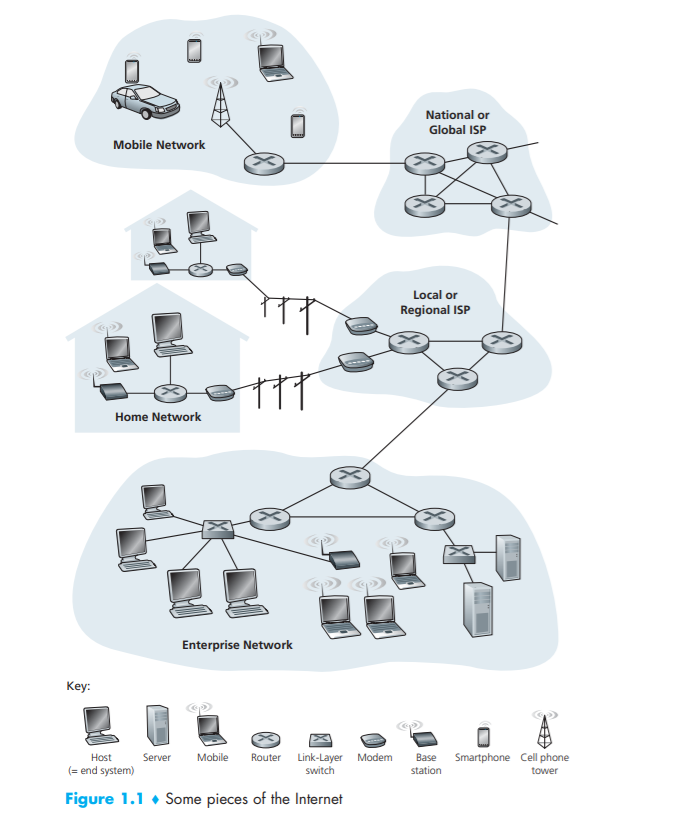 National or
Global ISP
Mobile Network
Local or
Regional ISP
Home Network
Enterprise Network
Key:
Host
(= end system)
Server
Mobile
Router
Link-Layer
switch
Modem
Base
station
Smartphone
Cell phone
tower
Figure 1.1 ♦ Some pieces of the Internet